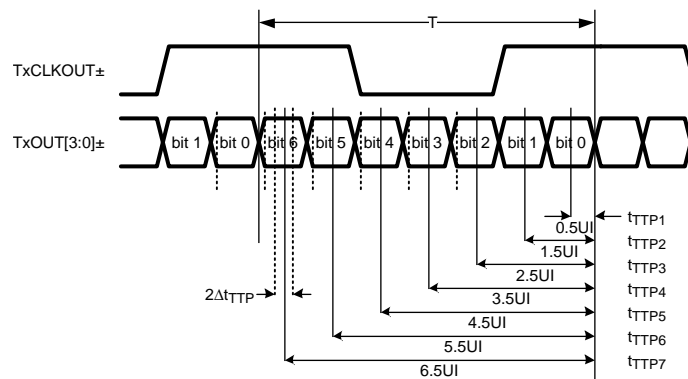 T
TxCLKOUT±
TxOUT[3:0]±
bit 1 bit 0 bit 6 bit 5 bit 4 bit 3 bit 2 bit 1 bit 0
tTTP1
0.5UI
tTTP2
1.5UI
tTTP3
2.5UI
2ΔtTTP
tTTP4
3.5UI
tTTP5
4.5UI
tTTP6
5.5UI
tTTP7
6.5UI